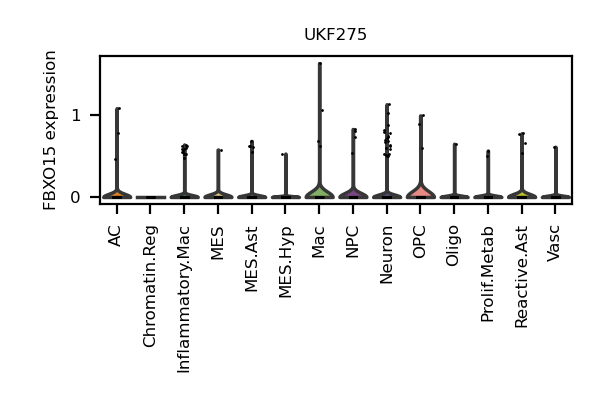 UKF275
FBXO15 expression
1
0
AC
Chromatin.Reg
Inflammatory.Mac
MES
MES.Ast
MES.Hyp
Mac
NPC
Neuron
OPC
Oligo
Prolif.Metab
Reactive.Ast
Vasc